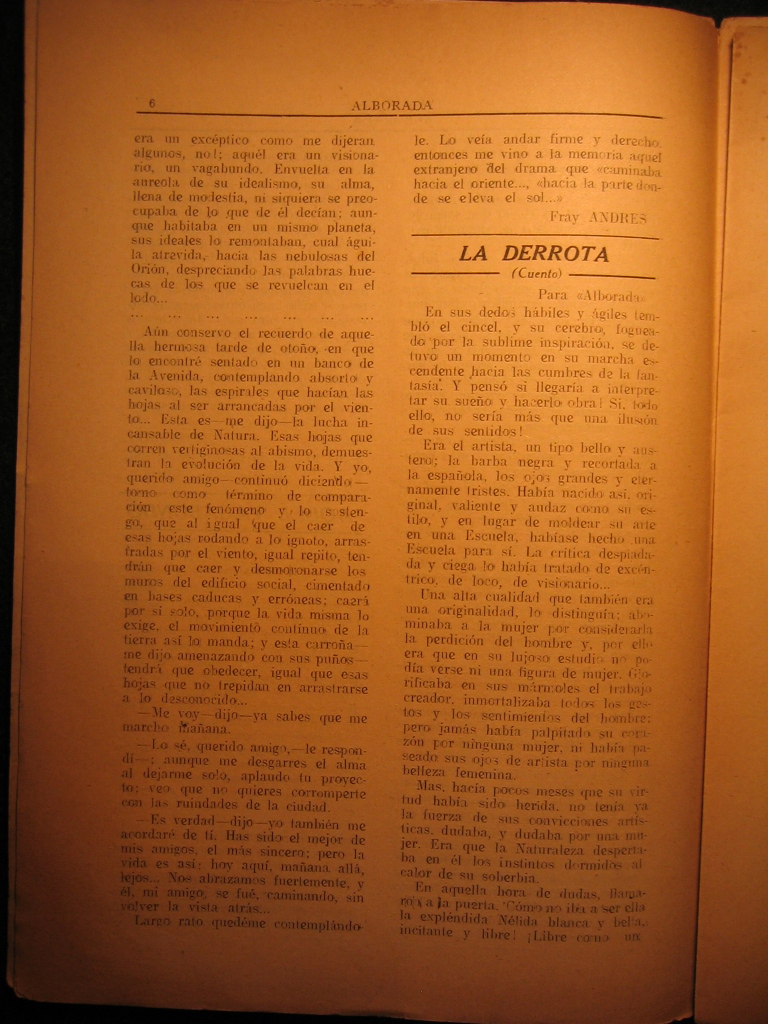 6
ALBORADA
era un excéptico como me dijeran
algunos, no!; aquél era un visiona-
rio, un vagabundo. Envuelta en la
aureola de su idealismo, su alma,
llena de modestia, ni siquiera se preo-
cupaba de lo que de él decían; aun-
que habitaba en un mismo planeta,
sus ideales lo remontaban, cual águi-
la atrevida, hacia las nebulosas del
Orión, despreciando las palabras hue-
cas de los que se revuelcan en el
lodo...
... ... ... ... ... ... ...
Aún conservo el recuerdo de aque-
lla hermosa tarde de otoño, en que
lo encontré sentado en un banco de
la Avenida, contemplando absorto y
caviloso, las espirales que hacían las
hojas al ser arrancadas por el vien-
to... Esta es—me dijo—la lucha in-
cansable de Natura. Esas hojas que
corren vertiginosas al abismo, demues-
tran la evolución de la vida. Y yo,
querido amigo—continuó diciendo—
tomo como término de compara-
ción este fenómeno y lo sosten-
go, que al igual que el caer de
esas hojas rodando a lo ignoto, arras-
tradas por el viento, igual repito, ten-
drán que caer y desmoronarse los
muros del edificio social, cimentado
en bases caducas y erróneas; caerá
por sí solo, porque la vida misma lo
exige, el movimiento contínuo de la
tierra así lo manda; y esta carroña—
me dijo amenazando con sus puños—
tendrá que obedecer, igual que esas
hojas que no trepidan en arrastrarse
a lo desconocido...
—Me voy—dijo—ya sabes que me
marcho mañana.
—Lo sé, querido amigo,—le respon-
dí—; aunque me desgarres el alma
al dejarme solo, aplaudo tu proyec-
to; veo que no quieres corromperte
con las ruindades de la ciudad.
—Es verdad—dijo—yo también me
acordaré de tí. Has sido el mejor de
mis amigos, el más sincero; pero la
vida es así; hoy aquí, mañana allá,
lejos... Nos abrazamos fuertemente, y
él, mi amigo, se fué, caminando, sin
volver la vista atrás...
Largo rato quedéme contemplándo-
le. Lo veía andar firme y derecho,
entonces me vino a la memoria aquel
extranjero del drama que «caminaba
hacia el oriente..., «hacia la parte don-
de se eleva el sol...»
Fray ANDRES
LA DERROTA
(Cuento)
Para «Alborada»
En sus dedos hábiles y ágiles tem-
bló el cincel, y su cerebro, foguea-
do por la sublime inspiración, se de-
tuvo un momento en su marcha es-
cendente hacia las cumbres de la fan-
tasía. Y pensó si llegaría a interpre-
tar su sueño y hacerlo obra! Si, todo
ello, no sería más que una ilusión
de sus sentidos!
Era el artista, un tipo bello y aus-
tero; la barba negra y recortada a
la española, los ojos grandes y eter-
namente tristes. Había nacido así, ori-
ginal, valiente y audaz como su es-
tilo, y en lugar de moldear su arte
en una Escuela, habíase hecho una
Escuela para sí. La crítica despiada-
da y ciega lo había tratado de excén-
trico, de loco, de visionario...
Una alta cualidad que también era
una originalidad, lo distinguía; abo-
minaba a la mujer por considerarla
la perdición del hombre y, por ello
era que en su lujoso estudio no po-
día verse ni una figura de mujer. Glo-
rificaba en sus mármoles el trabajo
creador, inmortalizaba todos los ges-
tos y los sentimientos del hombre;
pero jamás había palpitado su cora-
zón por ninguna mujer, ni había pa-
seado sus ojos de artista por ninguna
belleza femenina.
Mas, hacía pocos meses que su vir-
tud había sido herida, no tenía ya
la fuerza de sus convicciones artís-
ticas, dudaba, y dudaba por una mu-
jer. Era que la Naturaleza desperta-
ba en él los instintos dormidos al
calor de su soberbia.
En aquella hora de dudas, llama-
ron a la puerta. Cómo no iba a ser ella
la expléndida Nélida blanca y bella,
incitante y libre! ¡Libre como un